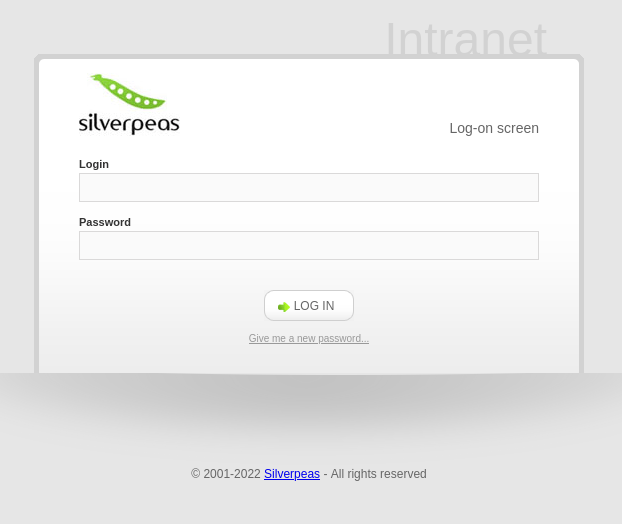 Intranet
silverpeas
Log-on screen
Login
Password
LOG IN
Give me a new password...
© 2001-2022 Silverpeas - All rights reserved